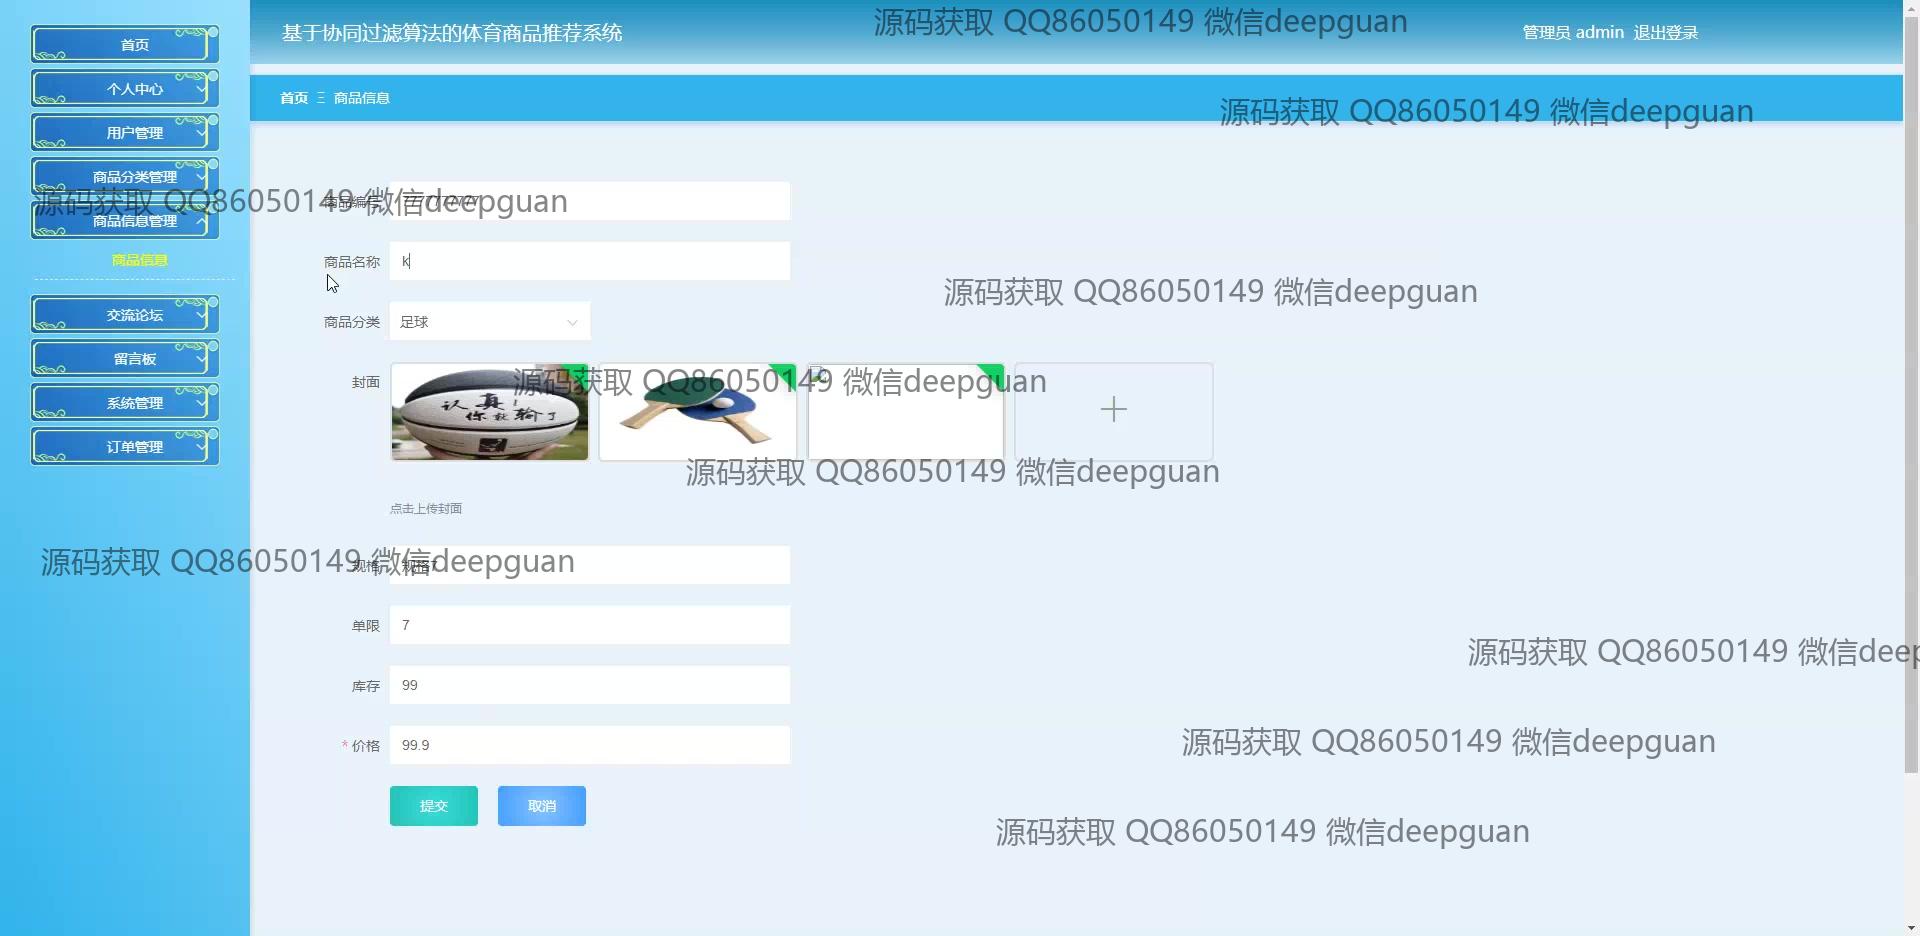 基于协同过滤算法的体育商品推荐系统
源码获取 QQ86050149 微信deepguan
管理员 admin 退出登录
首页
个人中心
用户管理
商品分类管理
商品信息管理
商品信息
交流论坛
留言板
系统管理
订单管理
首页 Ξ 商品信息
源码获取 QQ86050149 微信deepguan
源码获取 QQ86050149 微信deepguan
商品编号
商品名称 k
源码获取 QQ86050149 微信deepguan
商品分类 足球
封面
认真!
你就输了
源码获取 QQ86050149 微信deepguan
源码获取 QQ86050149 微信deepguan
点击上传封面
源码获取 QQ86050149 微信deepguan
规格 规格7
单限 7
源码获取 QQ86050149 微信deep
库存 99
* 价格 99.9
源码获取 QQ86050149 微信deepguan
提交 取消
源码获取 QQ86050149 微信deepguan